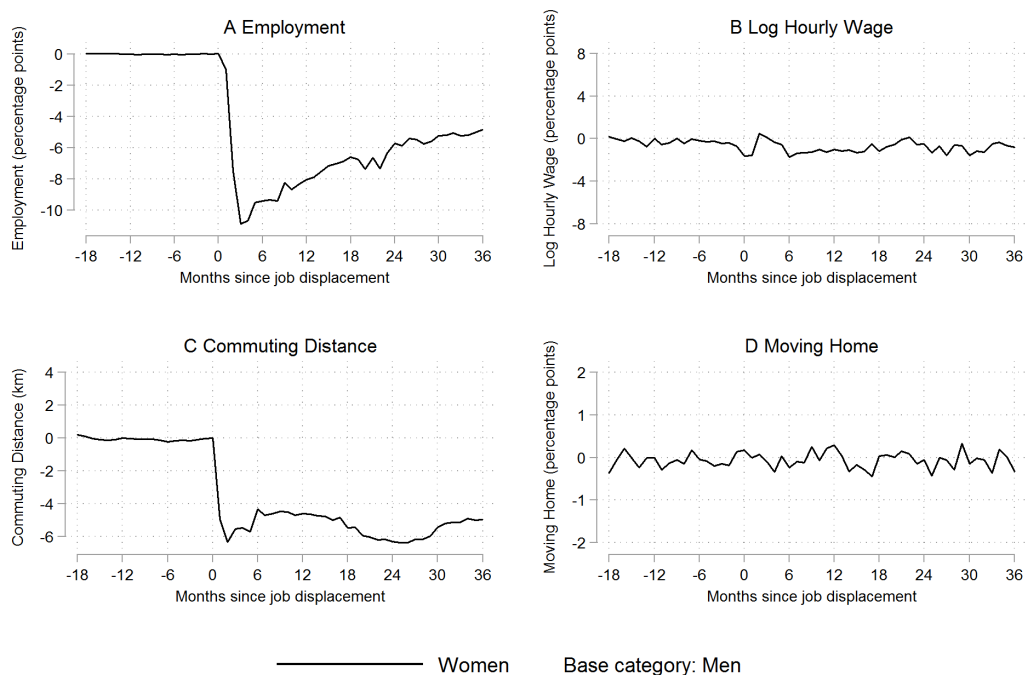 A Employment
Employment (percentage points)
0
-2
-4
-6
-8
-10
-18 -12 -6 0 6 12 18 24 30 36
Months since job displacement
B Log Hourly Wage
Log Hourly Wage (percentage points)
8
4
0
-4
-8
-18 -12 -6 0 6 12 18 24 30 36
Months since job displacement
C Commuting Distance
Commuting Distance (km)
4
2
0
-2
-4
-6
-18 -12 -6 0 6 12 18 24 30 36
Months since job displacement
D Moving Home
Moving Home (percentage points)
2
1
0
-1
-2
-18 -12 -6 0 6 12 18 24 30 36
Months since job displacement
Women Base category: Men